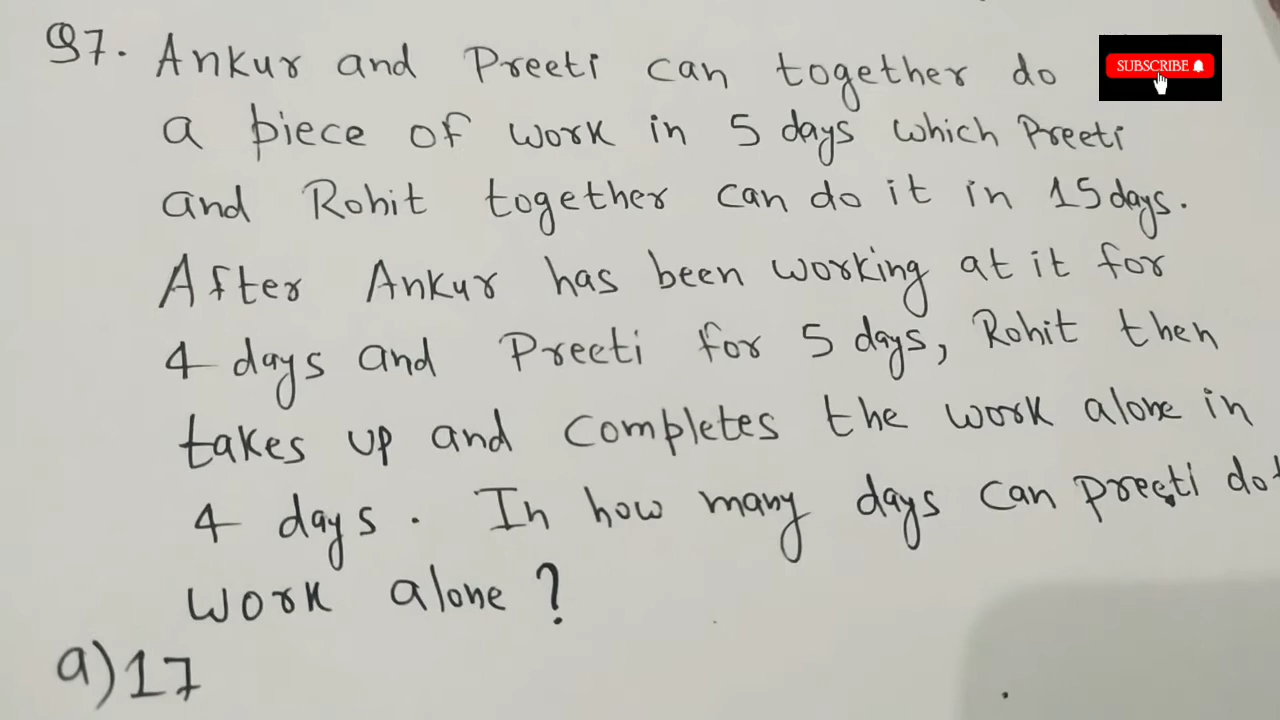 Q7. Ankur and Preeti can together do
SUBSCRIBE
a piece of work in 5 days which Preeti
and Rohit together can do it in 15 days.
After Ankur has been working at it for
4 days and Preeti for 5 days, Rohit then
takes up and completes the work alone in
4 days. In how many days can preeti do
work alone?
a) 17